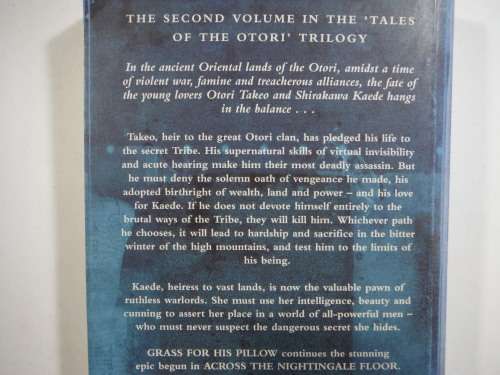 THE SECOND VOLUME IN THE 'TALES
OF THE OTORI' TRILOGY
In the ancient Oriental lands of the Otori, amidst a time
of violent war, famine and treacherous alliances, the fate of
the young lovers Otori Takeo and Shirakawa Kaede hangs
in the balance . . .
Takeo, heir to the great Otori clan, has pledged his life to
the secret Tribe. His supernatural skills of virtual invisibility
and acute hearing make him their most deadly assassin. But
he must deny the solemn oath of vengeance he made, his
adopted birthright of wealth, land and power – and his love
for Kaede. If he does not devote himself entirely to the
brutal ways of the Tribe, they will kill him. Whichever path
he chooses, it will lead to hardship and sacrifice in the bitter
winter of the high mountains, and test him to the limits of
his being.
Kaede, heiress to vast lands, is now the valuable pawn of
ruthless warlords. She must use her intelligence, beauty and
cunning to assert her place in a world of all-powerful men –
who must never suspect the dangerous secret she hides.
GRASS FOR HIS PILLOW continues the stunning
epic begun in ACROSS THE NIGHTINGALE FLOOR.